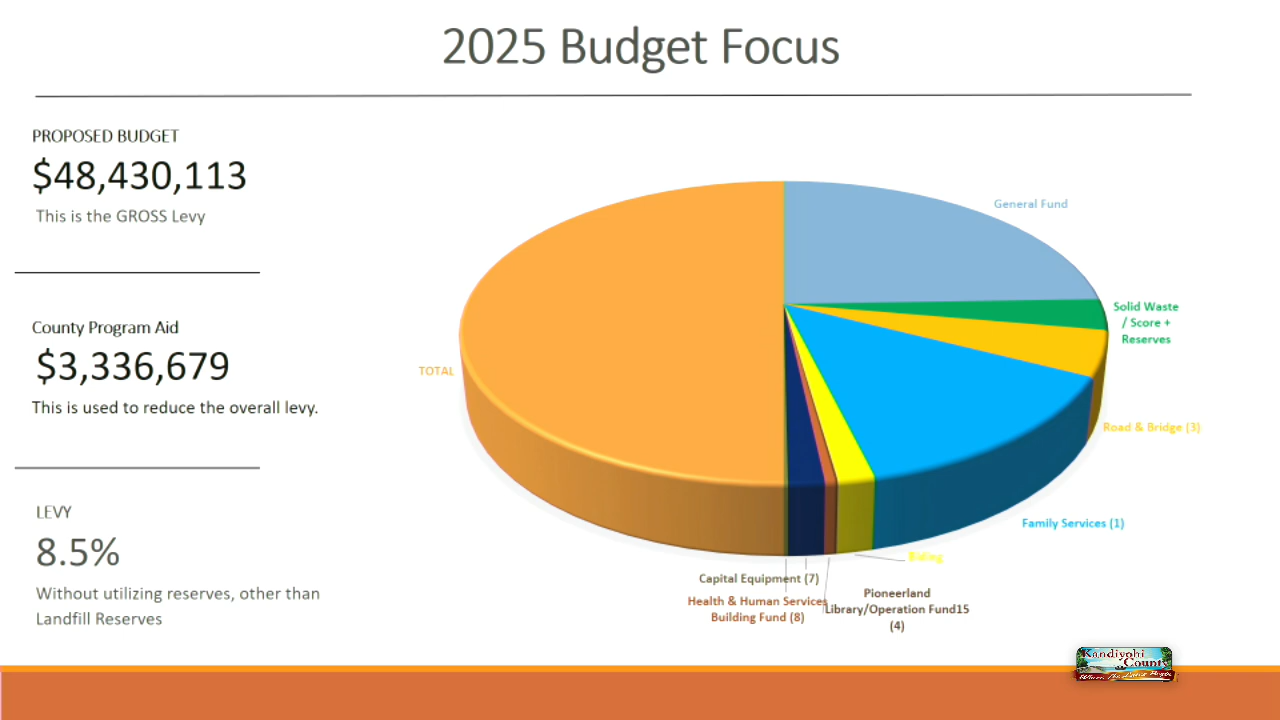 2025 Budget Focus
PROPOSED BUDGET
$48,430,113
This is the GROSS Levy
County Program Aid
$3,336,679
This is used to reduce the overall levy.
LEVY
8.5%
Without utilizing reserves, other than
Landfill Reserves
General Fund
Solid Waste
/ Score +
Reserves
TOTAL
Road & Bridge (3)
Family Services (1)
Capital Equipment (7)
Health & Human Services
Building Fund (8)
Pioneerland
Library/Operation Fund15
(4)
Kandiyohi
County